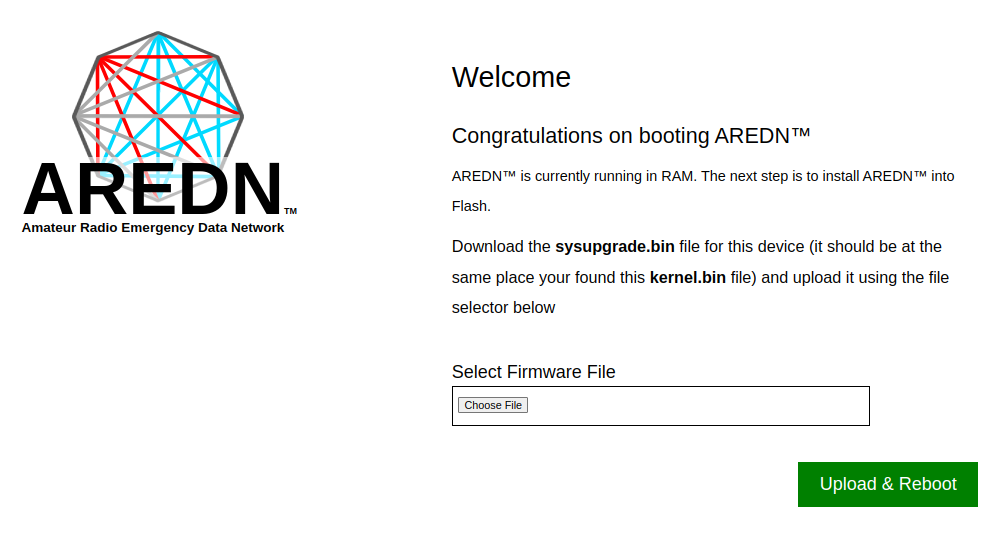 AREDN™
Amateur Radio Emergency Data Network
Welcome
Congratulations on booting AREDN™
AREDN™ is currently running in RAM. The next step is to install AREDN™ into
Flash.
Download the sysupgrade.bin file for this device (it should be at the
same place your found this kernel.bin file) and upload it using the file
selector below
Select Firmware File
Choose File
Upload & Reboot